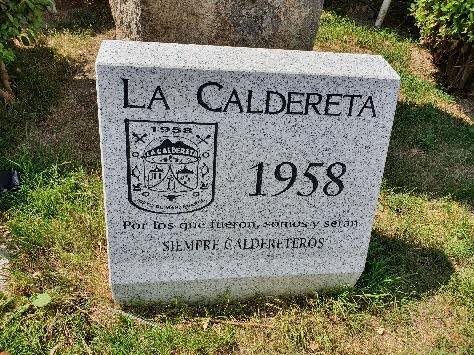 LA CALDERETA
1958
LA CALDERETA
1958
Por los que fueron, somos y serán
SIEMPRE CALDERETEROS